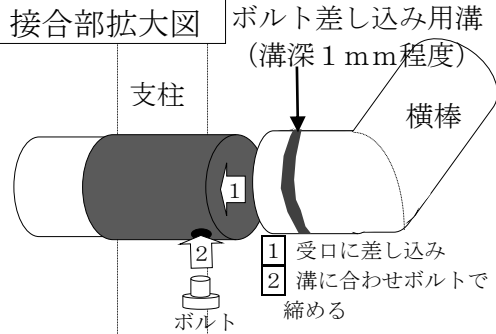 接合部拡大図
ボルト差し込み用溝
（溝深１ｍｍ程度）
支柱
横棒
1
2
1 受口に差し込み
2 溝に合わせボルトで
締める
ボルト